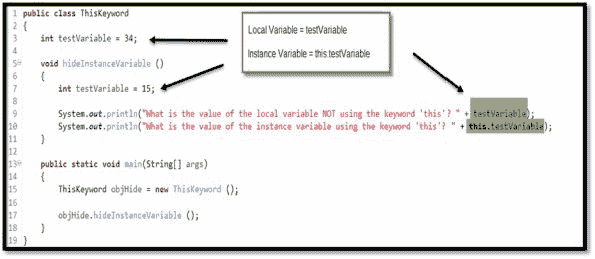 Local Variable = testVariable
Instance Variable = this.testVariable
1 public class ThisKeyword
2 {
3 int testVariable = 34;
4
5 void hideInstanceVariable ()
6 {
7 int testVariable = 15;
8
9 System.out.println("What is the value of the local variable NOT using the keyword 'this'? " + testVariable);
10 System.out.println("What is the value of the instance variable using the keyword 'this'? " + this.testVariable);
11 }
12
13 public static void main(String[] args)
14 {
15 ThisKeyword objHide = new ThisKeyword ();
16
17 objHide.hideInstanceVariable ();
18 }
19 }